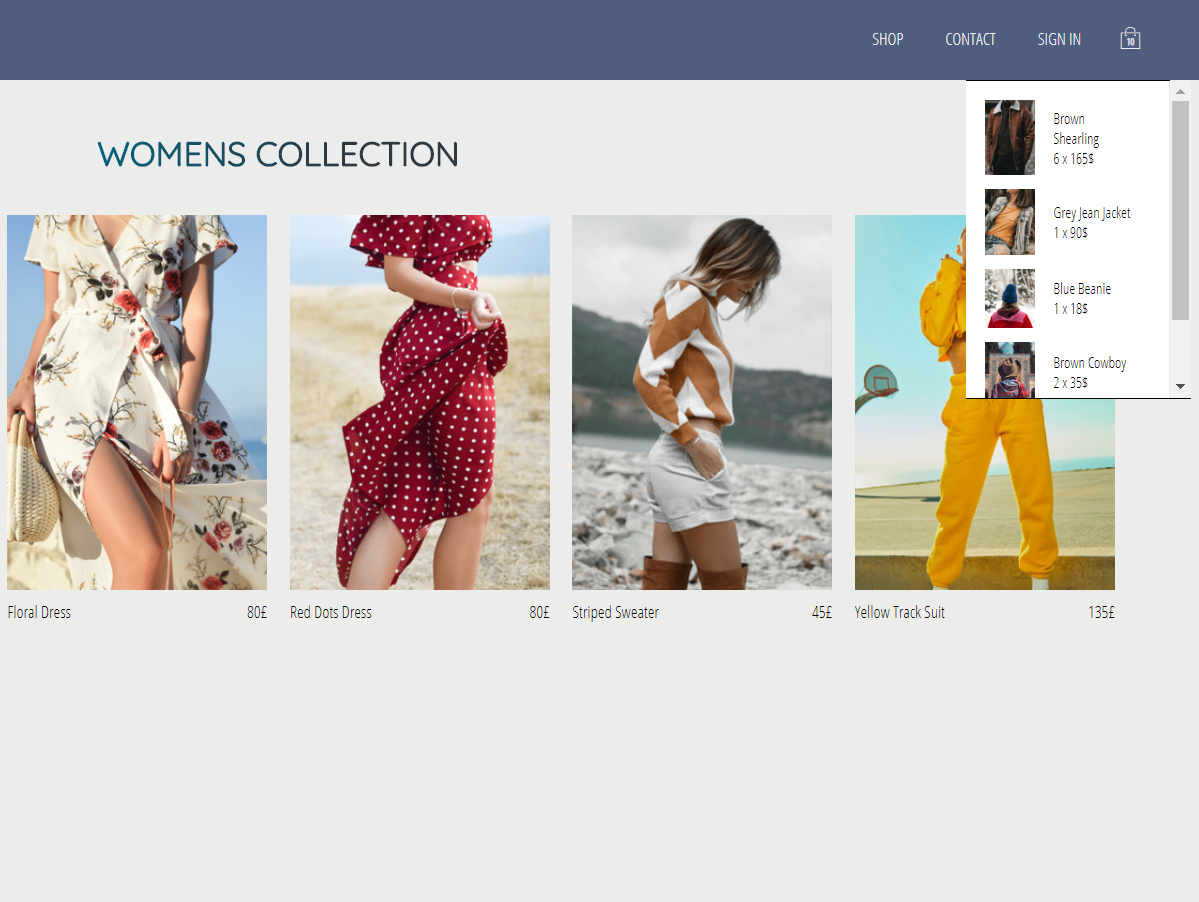 SHOP CONTACT SIGN IN 10
Brown
Shearling
6 x 165$
Grey Jean Jacket
1 x 90$
Blue Beanie
1 x 18$
Brown Cowboy
2 x 35$
WOMENS COLLECTION
Floral Dress 80£
Red Dots Dress 80£
Striped Sweater 45£
Yellow Track Suit 135£